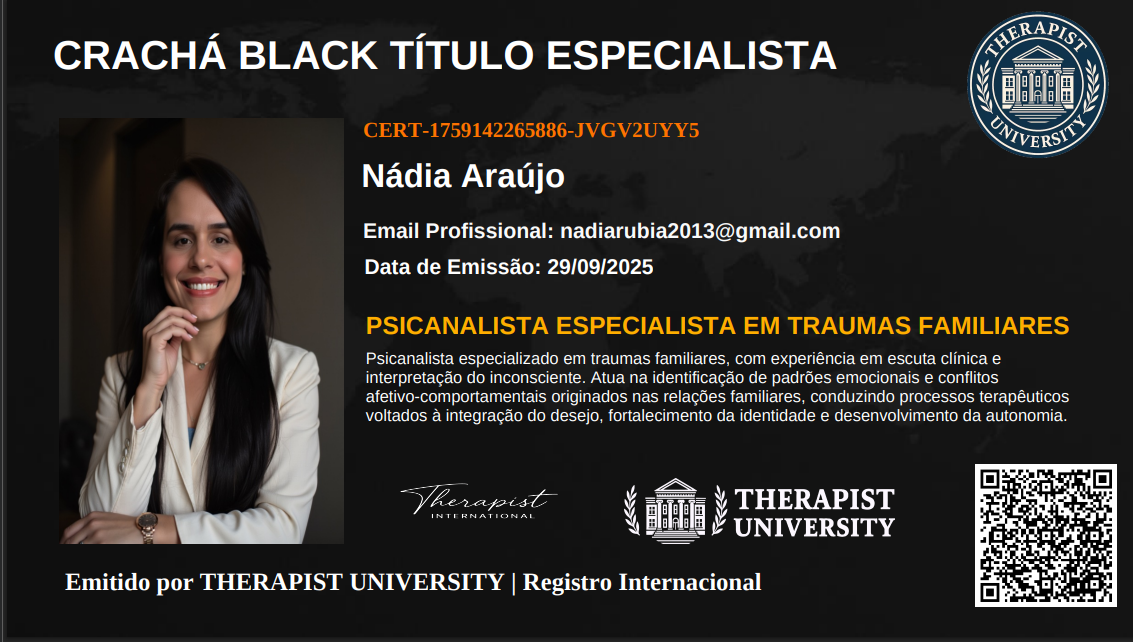 CRACHÁ BLACK TÍTULO ESPECIALISTA
THERAPIST
UNIVERSITY
CERT-1759142265886-JVGV2UYY5
Nádia Araújo
Email Profissional: nadiarubia2013@gmail.com
Data de Emissão: 29/09/2025
PSICANALISTA ESPECIALISTA EM TRAUMAS FAMILIARES
Psicanalista especializado em traumas familiares, com experiência em escuta clínica e
interpretação do inconsciente. Atua na identificação de padrões emocionais e conflitos
afetivo-comportamentais originados nas relações familiares, conduzindo processos terapêuticos
voltados à integração do desejo, fortalecimento da identidade e desenvolvimento da autonomia.
Therapist
INTERNATIONAL
THERAPIST
UNIVERSITY
Emitido por THERAPIST UNIVERSITY | Registro Internacional